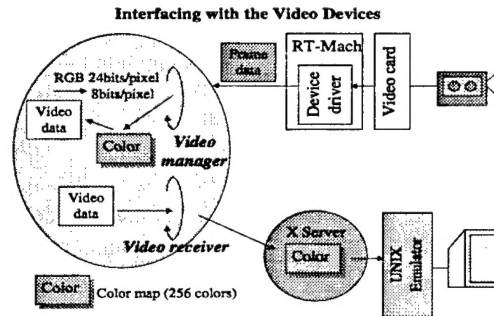 Interfacing with the Video Devices
Frame
data
RT-Mach
Device
driver
Video card
RGB 24bits/pixel
8bits/pixel
Video
data
Color
Video
manager
Video
data
Video receiver
X Server
Color
UNIX
Emulator
Color
Color map (256 colors)